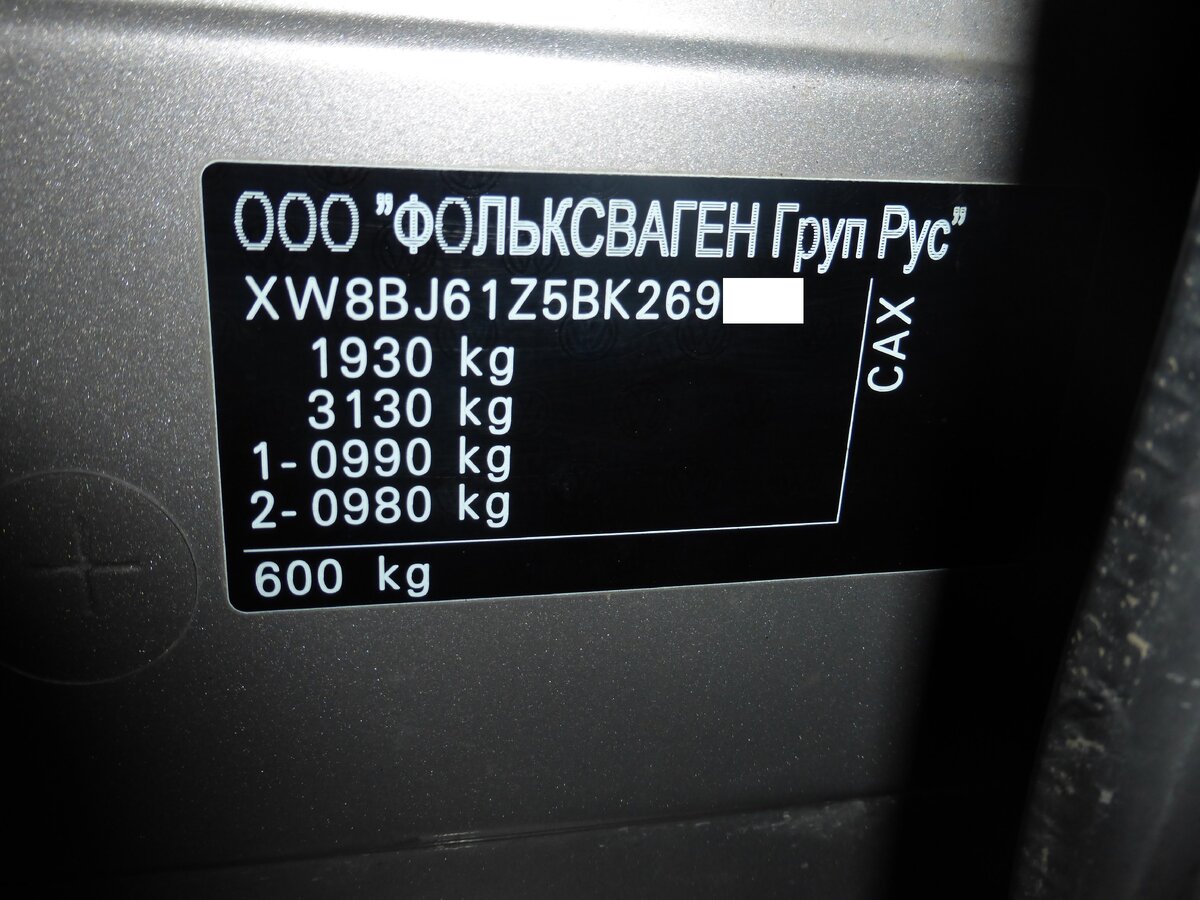 ООО "ФОЛЬКСВАГЕН Груп Рус"
XW8BJ61Z5BK269
1930 kg
3130 kg
1- 0990 kg
2- 0980 kg
600 kg
CAX